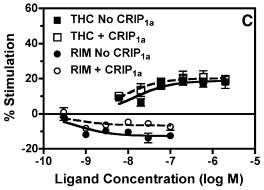 THC No CRIP1a
THC + CRIP1a
RIM No CRIP1a
RIM + CRIP1a
C
% Stimulation
60
40
20
0
-20
-10 -9 -8 -7 -6 -5
Ligand Concentration (log M)